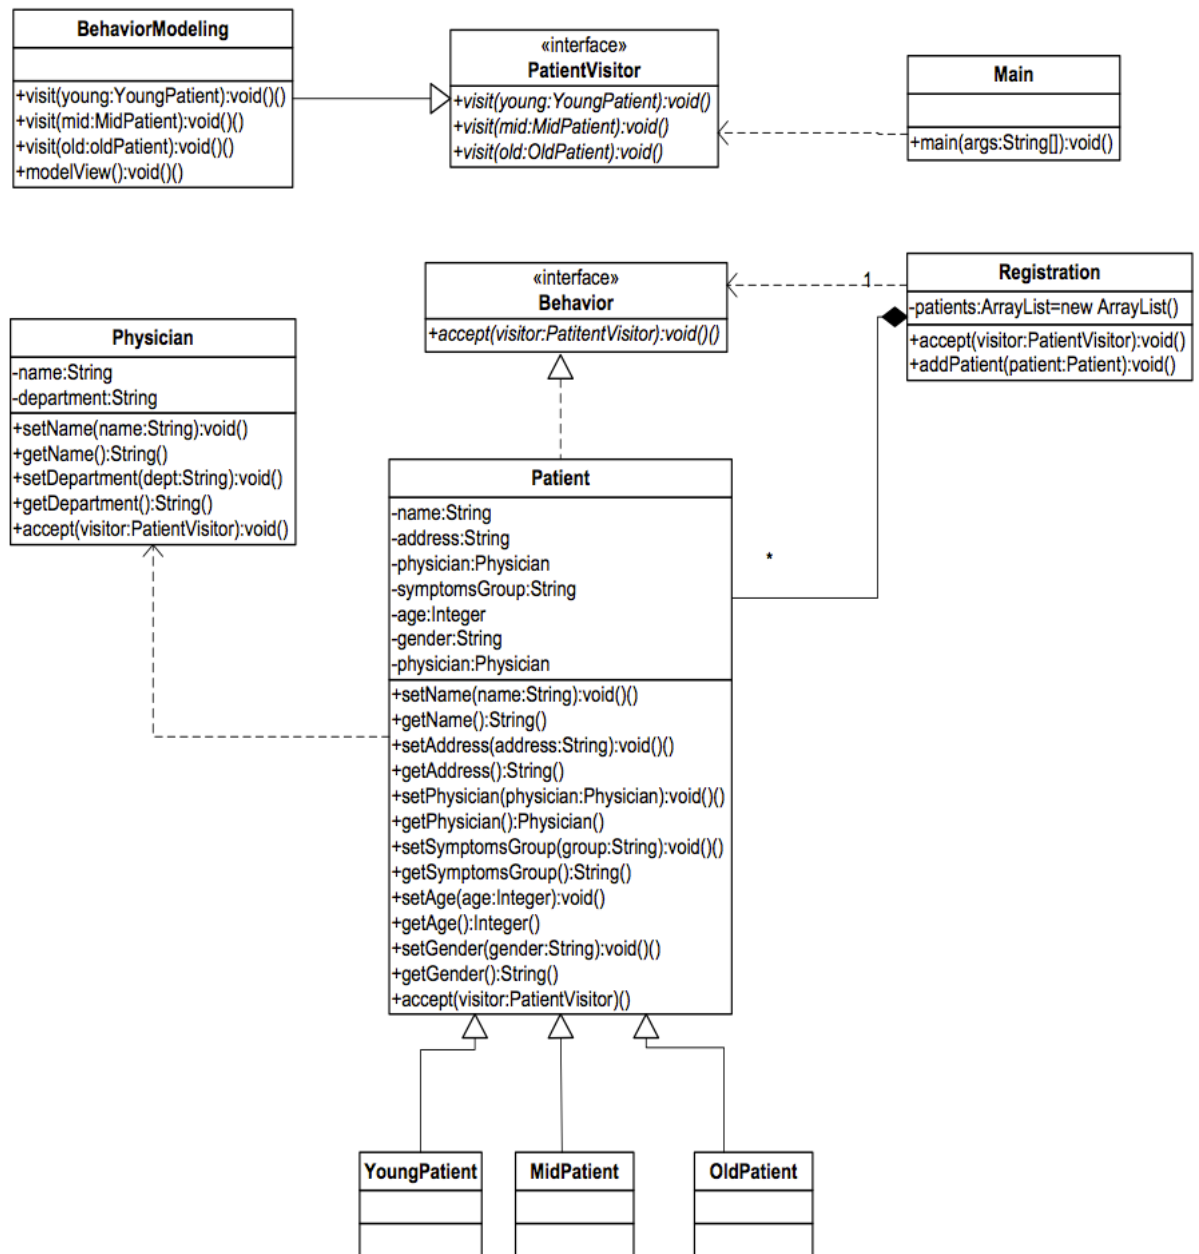 BehaviorModeling
+visit(young:YoungPatient):void()()
+visit(mid:MidPatient):void()()
+visit(old:oldPatient):void()()
+modelView():void()()
«interface»
PatientVisitor
+visit(young:YoungPatient):void()
+visit(mid:MidPatient):void()
+visit(old:OldPatient):void()
Main
+main(args:String[]):void()
«interface»
Behavior
+accept(visitor:PatitentVisitor):void()()
1
Registration
-patients:ArrayList=new ArrayList()
+accept(visitor:PatientVisitor):void()
+addPatient(patient:Patient):void()
Physician
-name:String
-department:String
+setName(name:String):void()
+getName():String()
+setDepartment(dept:String):void()
+getDepartment():String()
+accept(visitor:PatientVisitor):void()
Patient
-name:String
-address:String
-physician:Physician
-symptomsGroup:String
-age:Integer
-gender:String
-physician:Physician
*
+setName(name:String):void()()
+getName():String()
+setAddress(address:String):void()()
+getAddress():String()
+setPhysician(physician:Physician):void()()
+getPhysician():Physician()
+setSymptomsGroup(group:String):void()()
+getSymptomsGroup():String()
+setAge(age:Integer):void()
+getAge():Integer()
+setGender(gender:String):void()()
+getGender():String()
+accept(visitor:PatientVisitor)()
YoungPatient
MidPatient
OldPatient